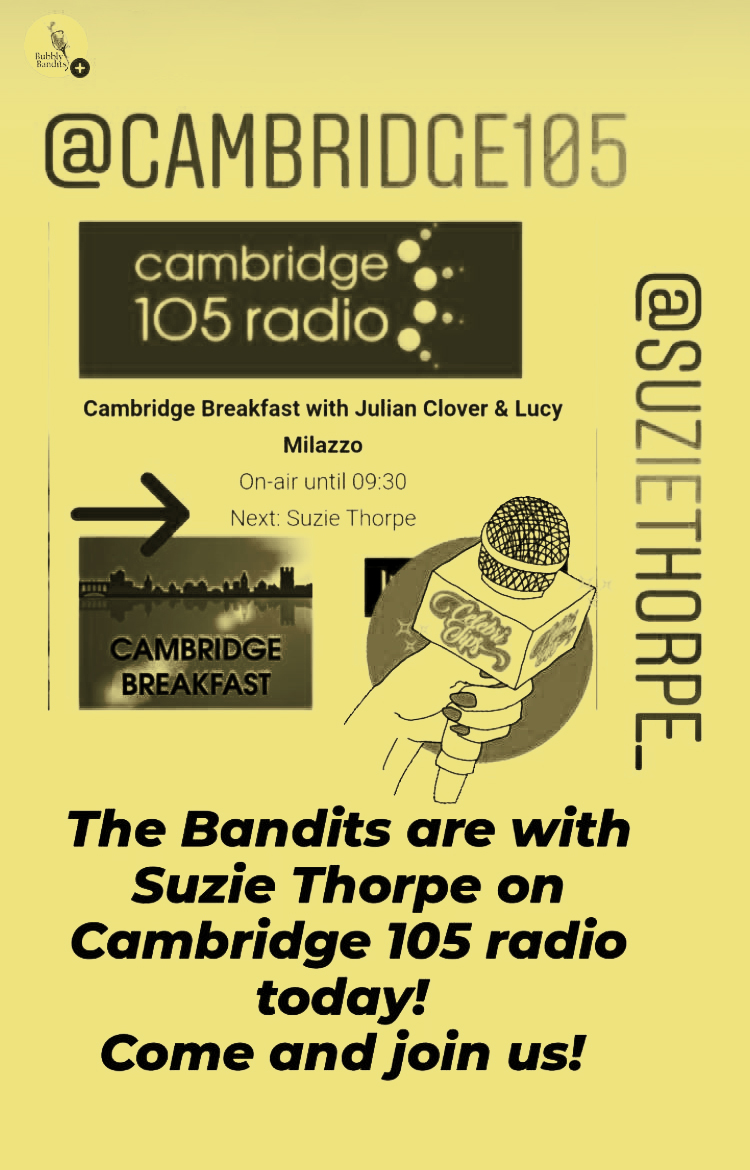 Bubbly
Bandits
@CAMBRIDGE105
cambridge
105 radio
@SUZIETHORPE_
Cambridge Breakfast with Julian Clover & Lucy
Milazzo
On-air until 09:30
Next: Suzie Thorpe
CAMBRIDGE
BREAKFAST
The Bandits are with
Suzie Thorpe on
Cambridge 105 radio
today!
Come and join us!